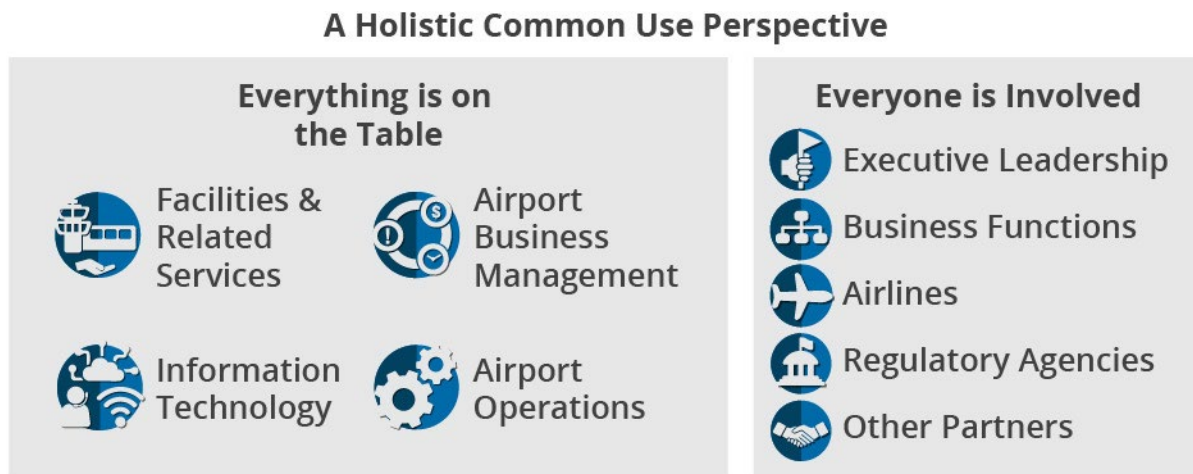 A Holistic Common Use Perspective
Everything is on
the Table
Facilities &
Related
Services
Airport
Business
Management
Information
Technology
Airport
Operations
Everyone is Involved
Executive Leadership
Business Functions
Airlines
Regulatory Agencies
Other Partners